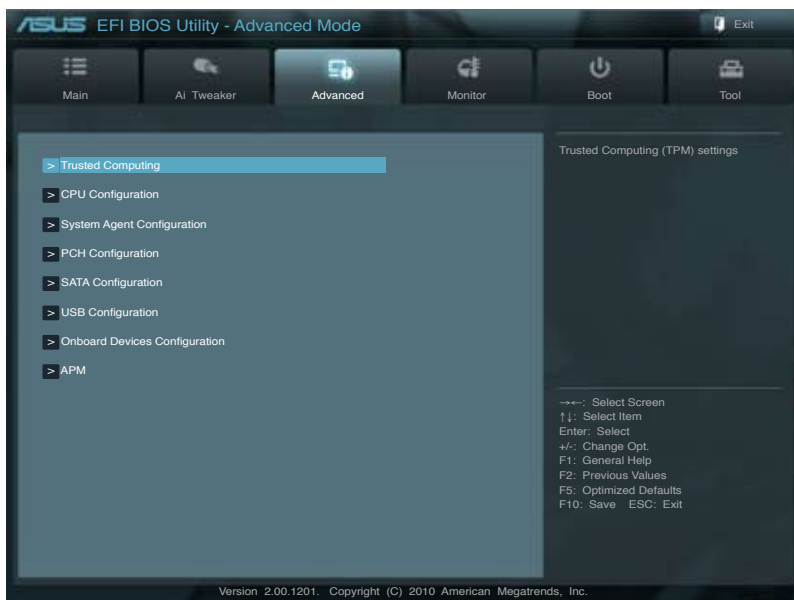 ASUS EFI BIOS Utility - Advanced Mode
Exit
Main
Ai Tweaker
Advanced
Monitor
Boot
Tool
> Trusted Computing
> CPU Configuration
> System Agent Configuration
> PCH Configuration
> SATA Configuration
> USB Configuration
> Onboard Devices Configuration
> APM
Trusted Computing (TPM) settings
→←: Select Screen
↑↓: Select Item
Enter: Select
+/-: Change Opt.
F1: General Help
F2: Previous Values
F5: Optimized Defaults
F10: Save ESC: Exit
Version 2.00.1201. Copyright (C) 2010 American Megatrends, Inc.